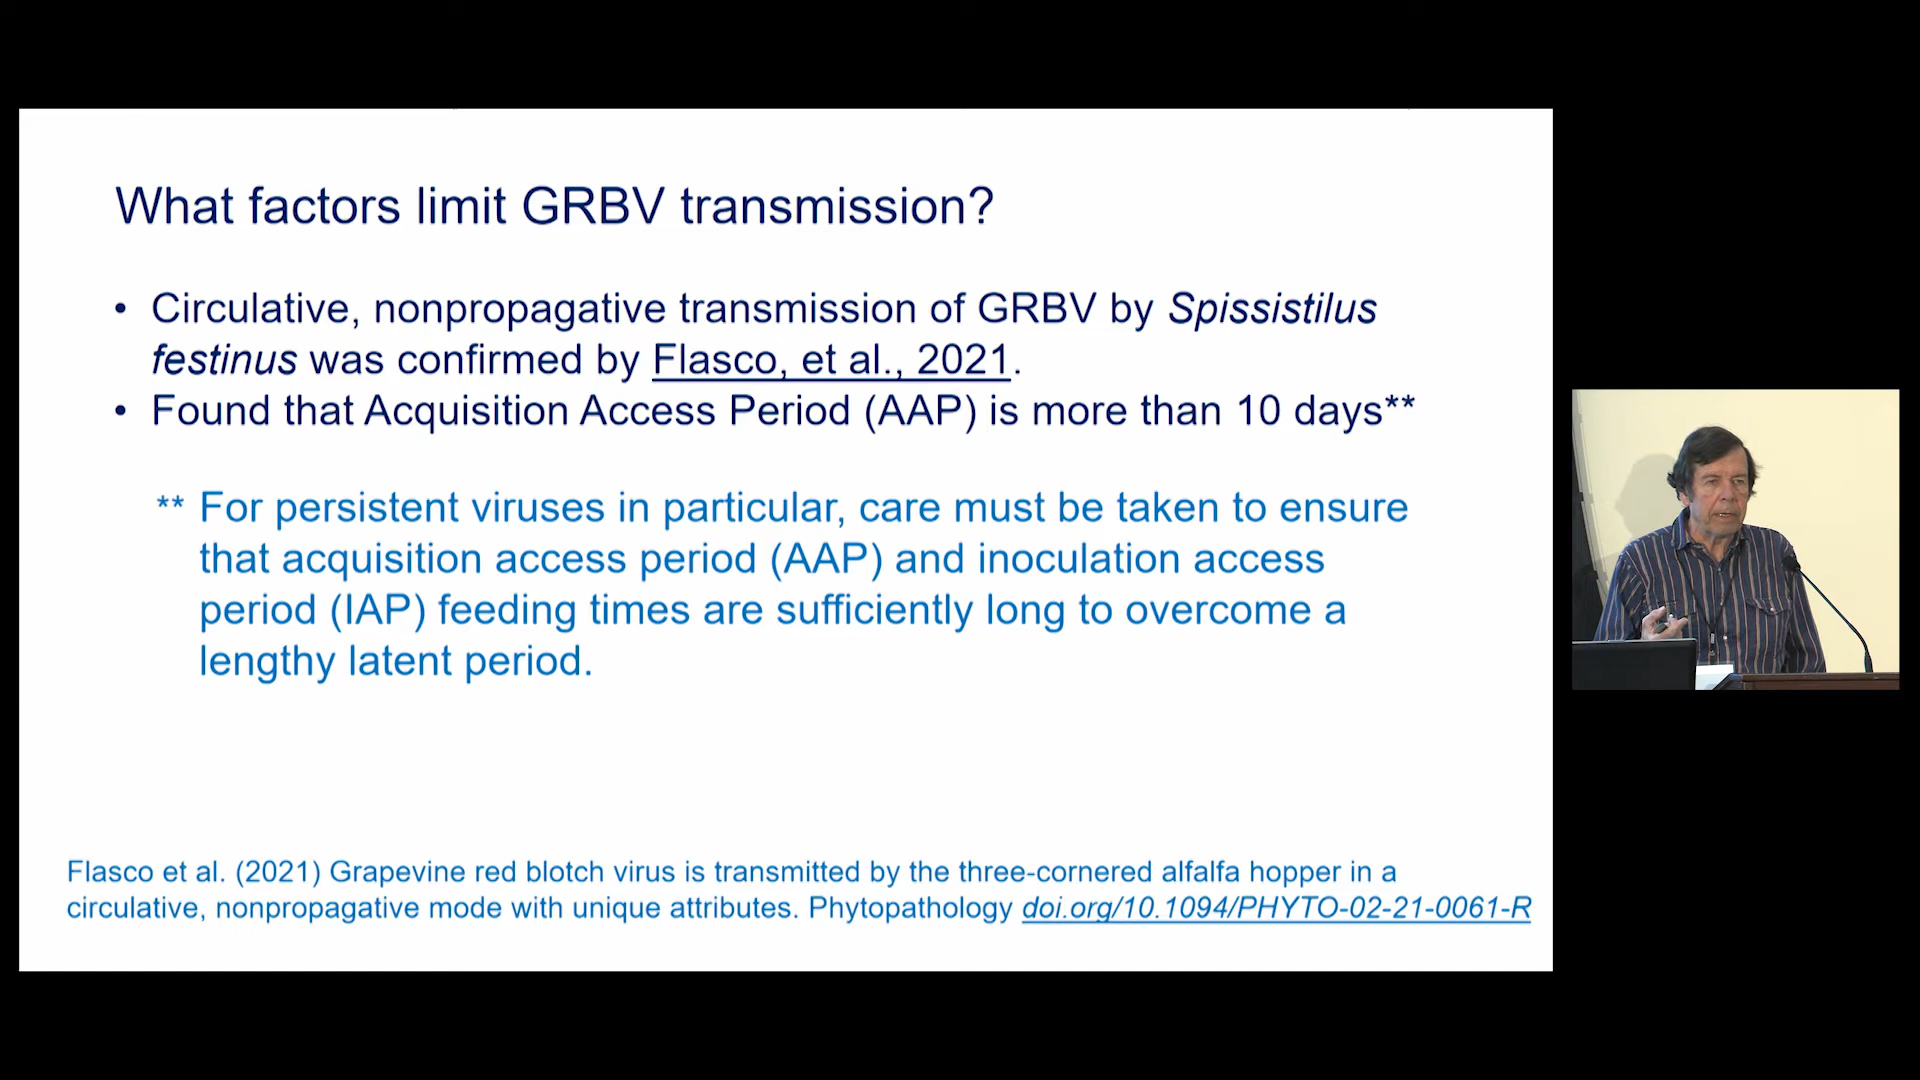 What factors limit GRBV transmission?
• Circulative, nonpropagative transmission of GRBV by Spissistilus
festinus was confirmed by Flasco, et al., 2021.
• Found that Acquisition Access Period (AAP) is more than 10 days**
** For persistent viruses in particular, care must be taken to ensure
that acquisition access period (AAP) and inoculation access
period (IAP) feeding times are sufficiently long to overcome a
lengthy latent period.
Flasco et al. (2021) Grapevine red blotch virus is transmitted by the three-cornered alfalfa hopper in a
circulative, nonpropagative mode with unique attributes. Phytopathology doi.org/10.1094/PHYTO-02-21-0061-R